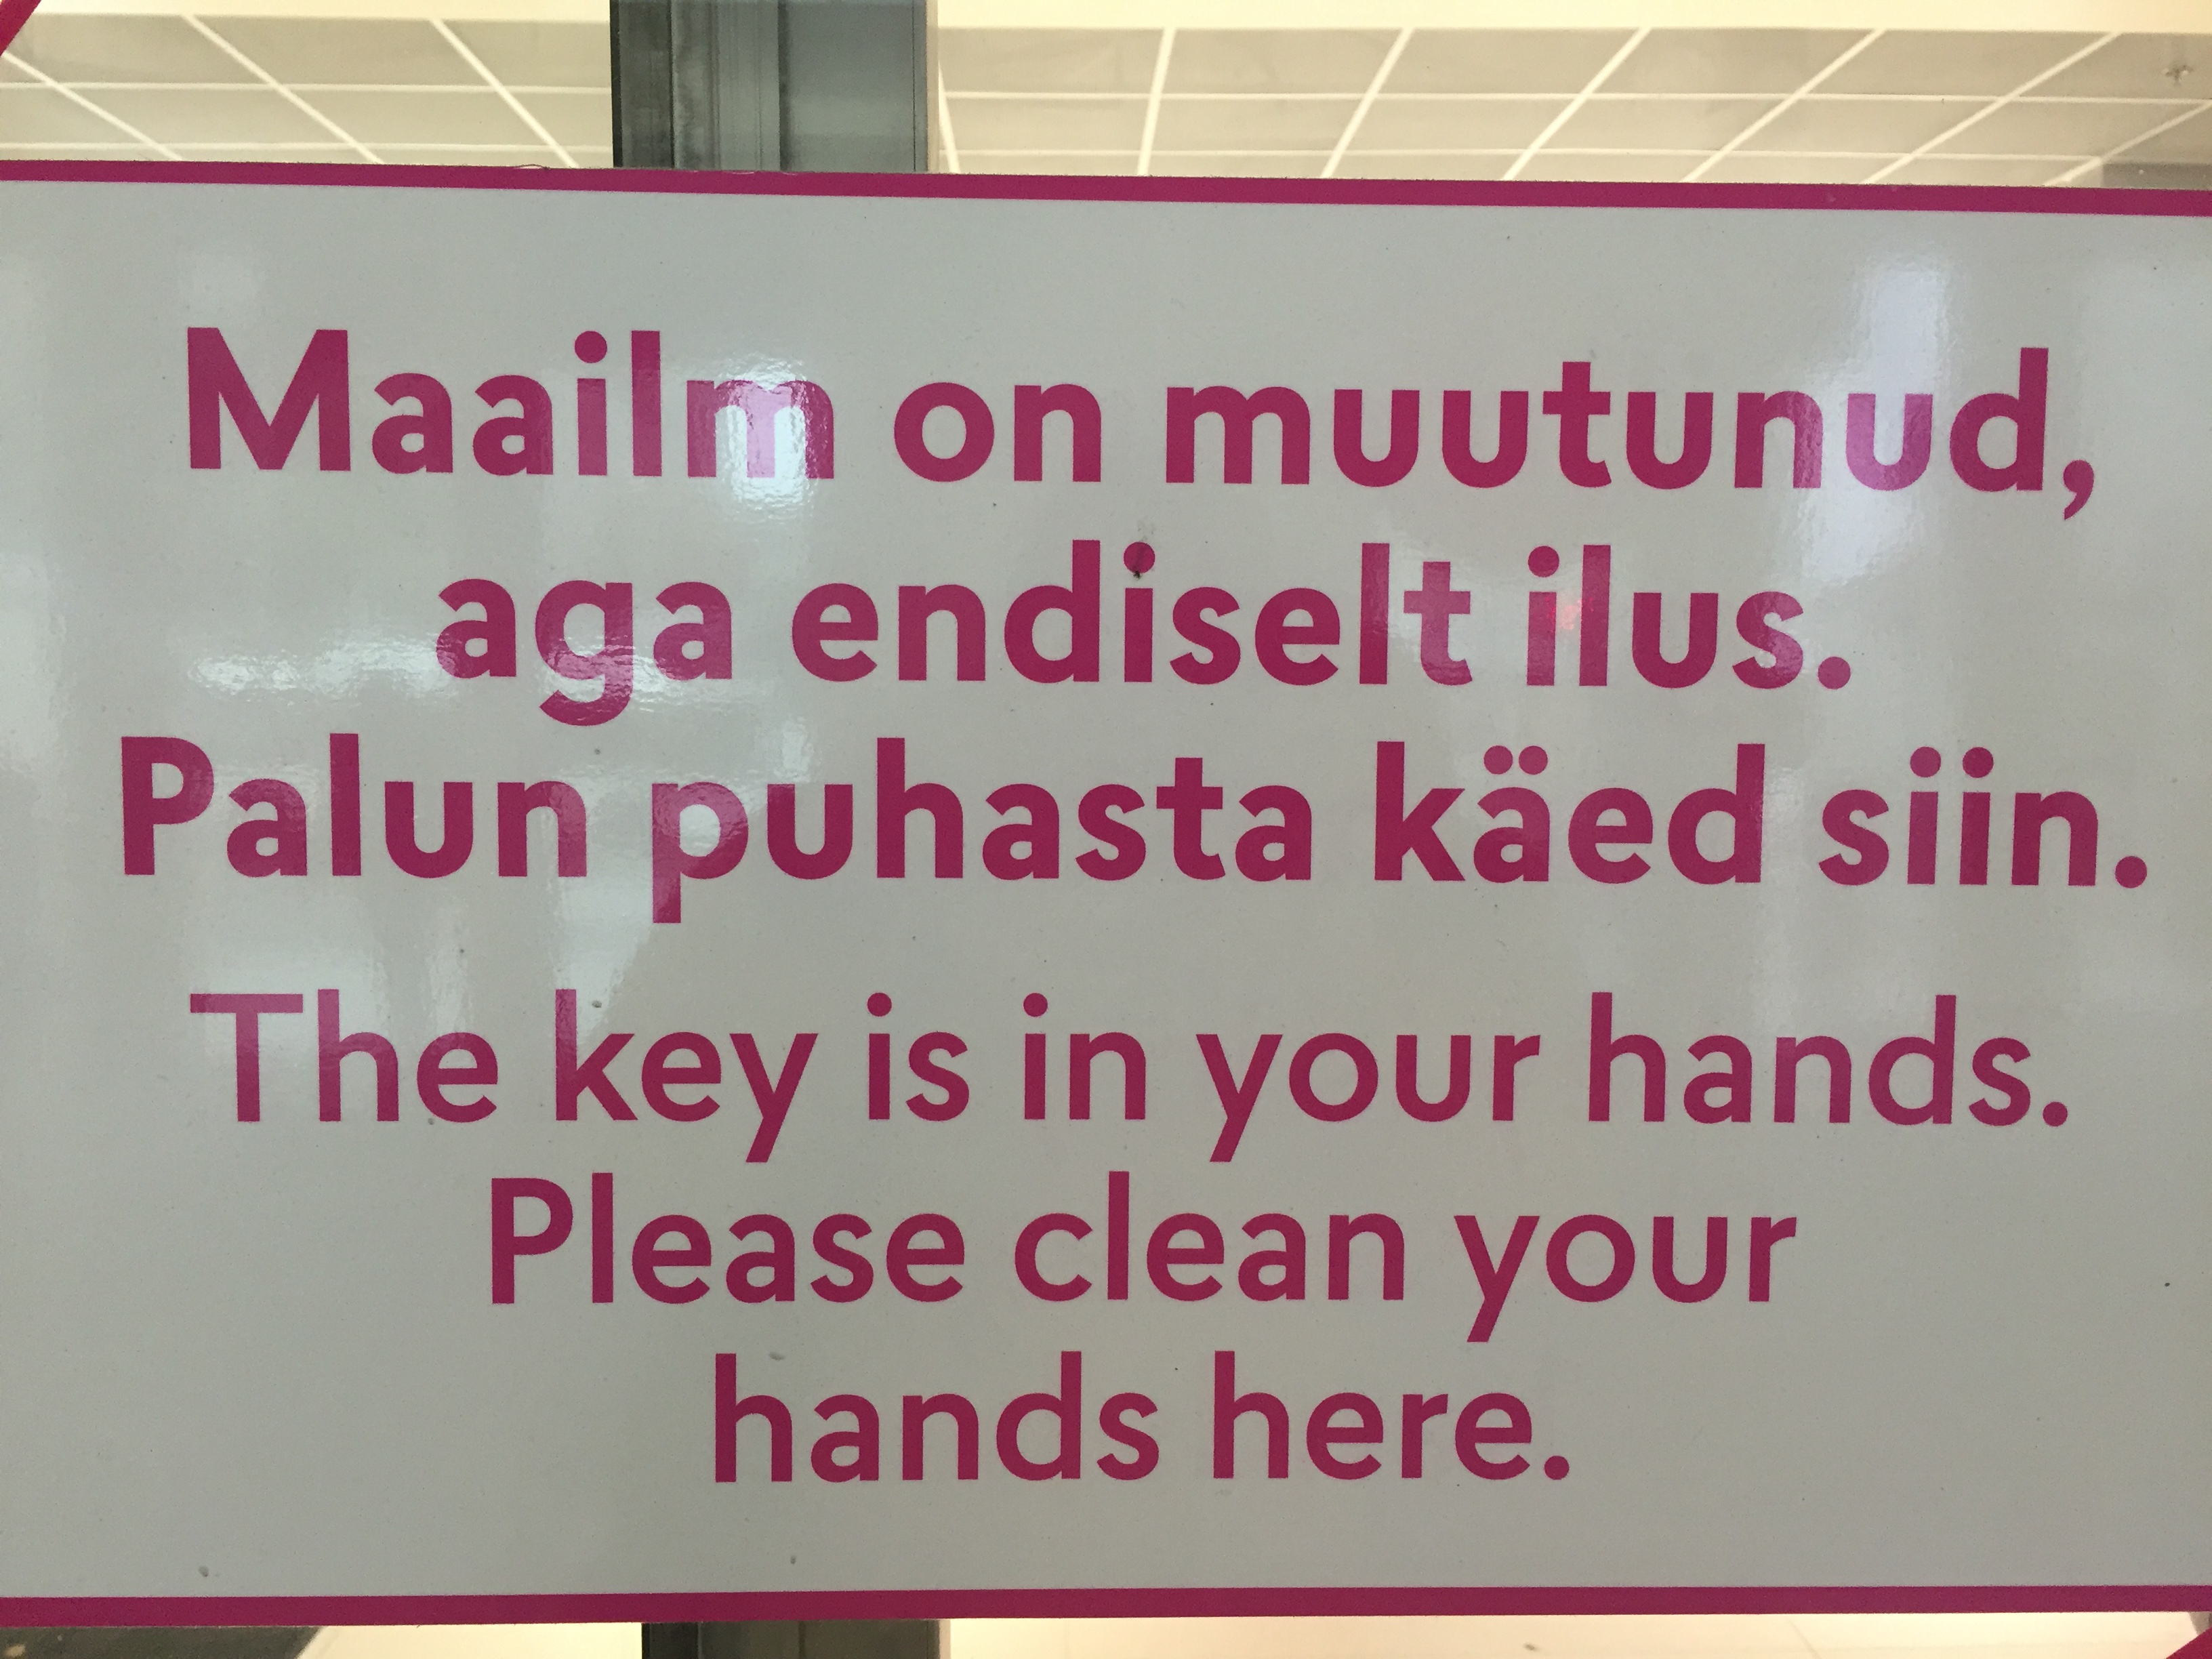 Maailm on muutunud,
aga endiselt ilus.
Palun puhasta käed siin.
The key is in your hands.
Please clean your
hands here.